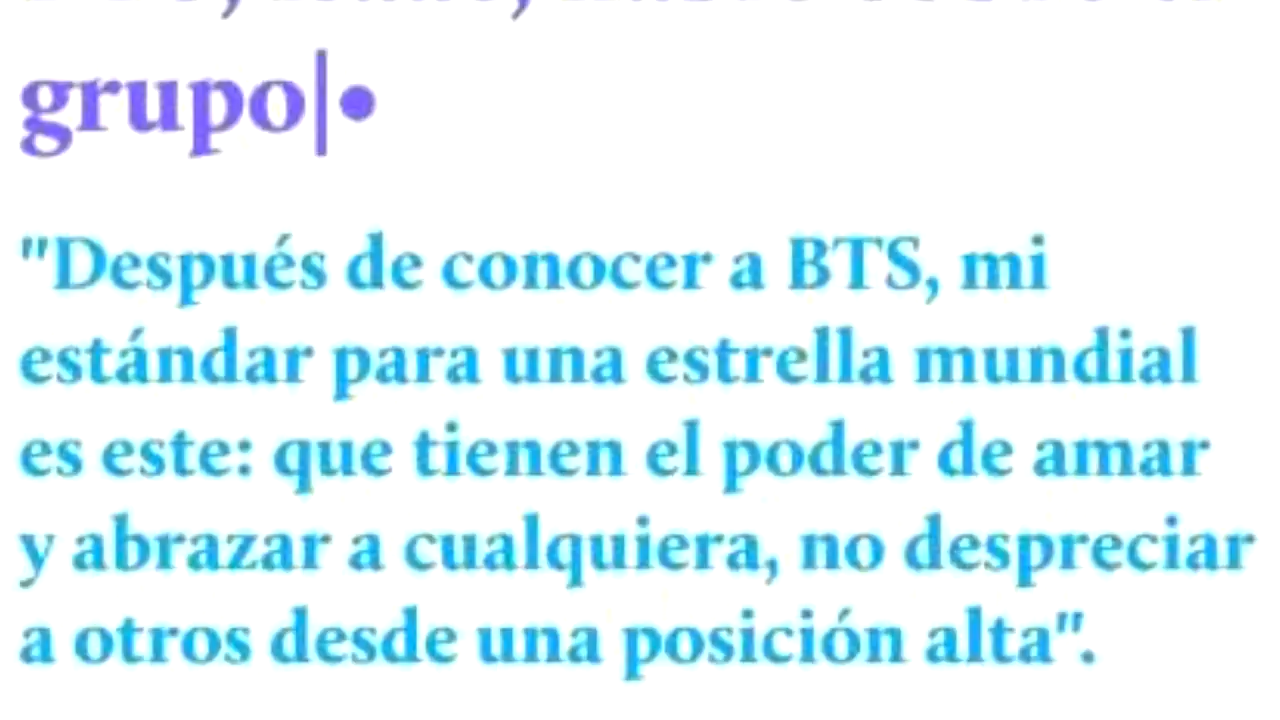 grupo|•
"Después de conocer a BTS, mi
estándar para una estrella mundial
es este: que tienen el poder de amar
y abrazar a cualquiera, no despreciar
a otros desde una posición alta".